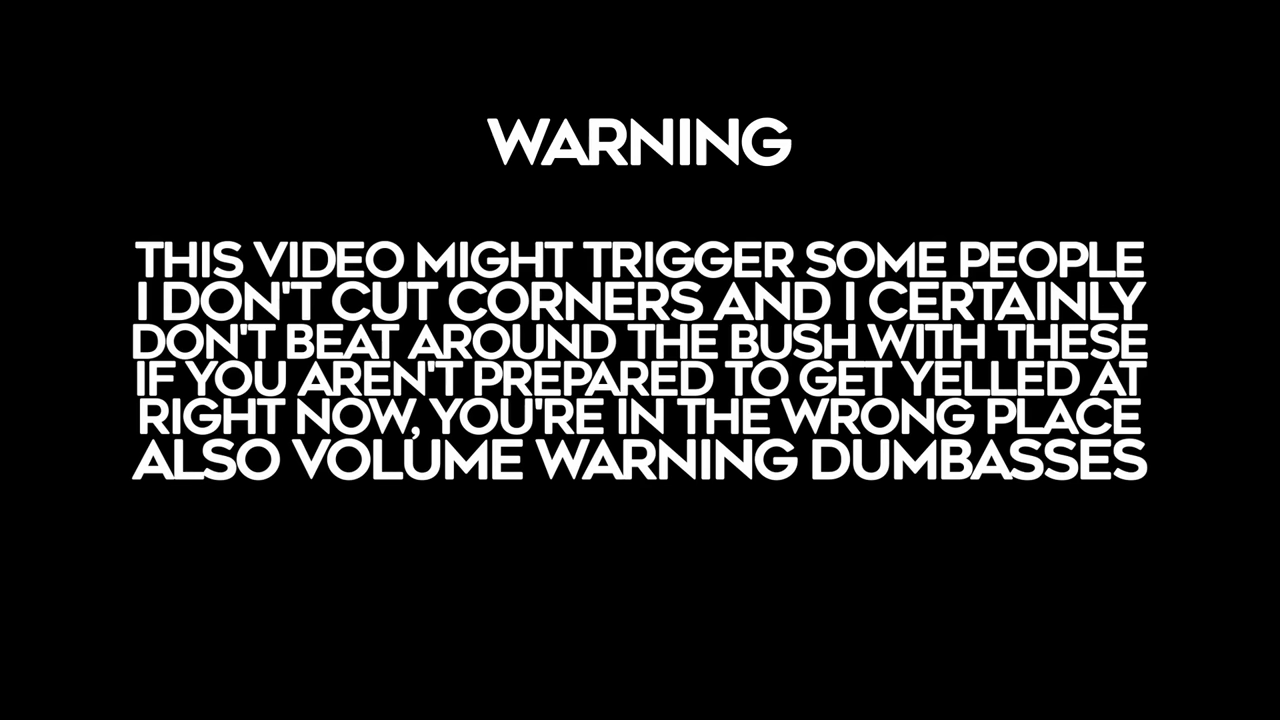 WARNING
THIS VIDEO MIGHT TRIGGER SOME PEOPLE
I DON'T CUT CORNERS AND I CERTAINLY
DON'T BEAT AROUND THE BUSH WITH THESE
IF YOU AREN'T PREPARED TO GET YELLED AT
RIGHT NOW, YOU'RE IN THE WRONG PLACE
ALSO VOLUME WARNING DUMBASSES